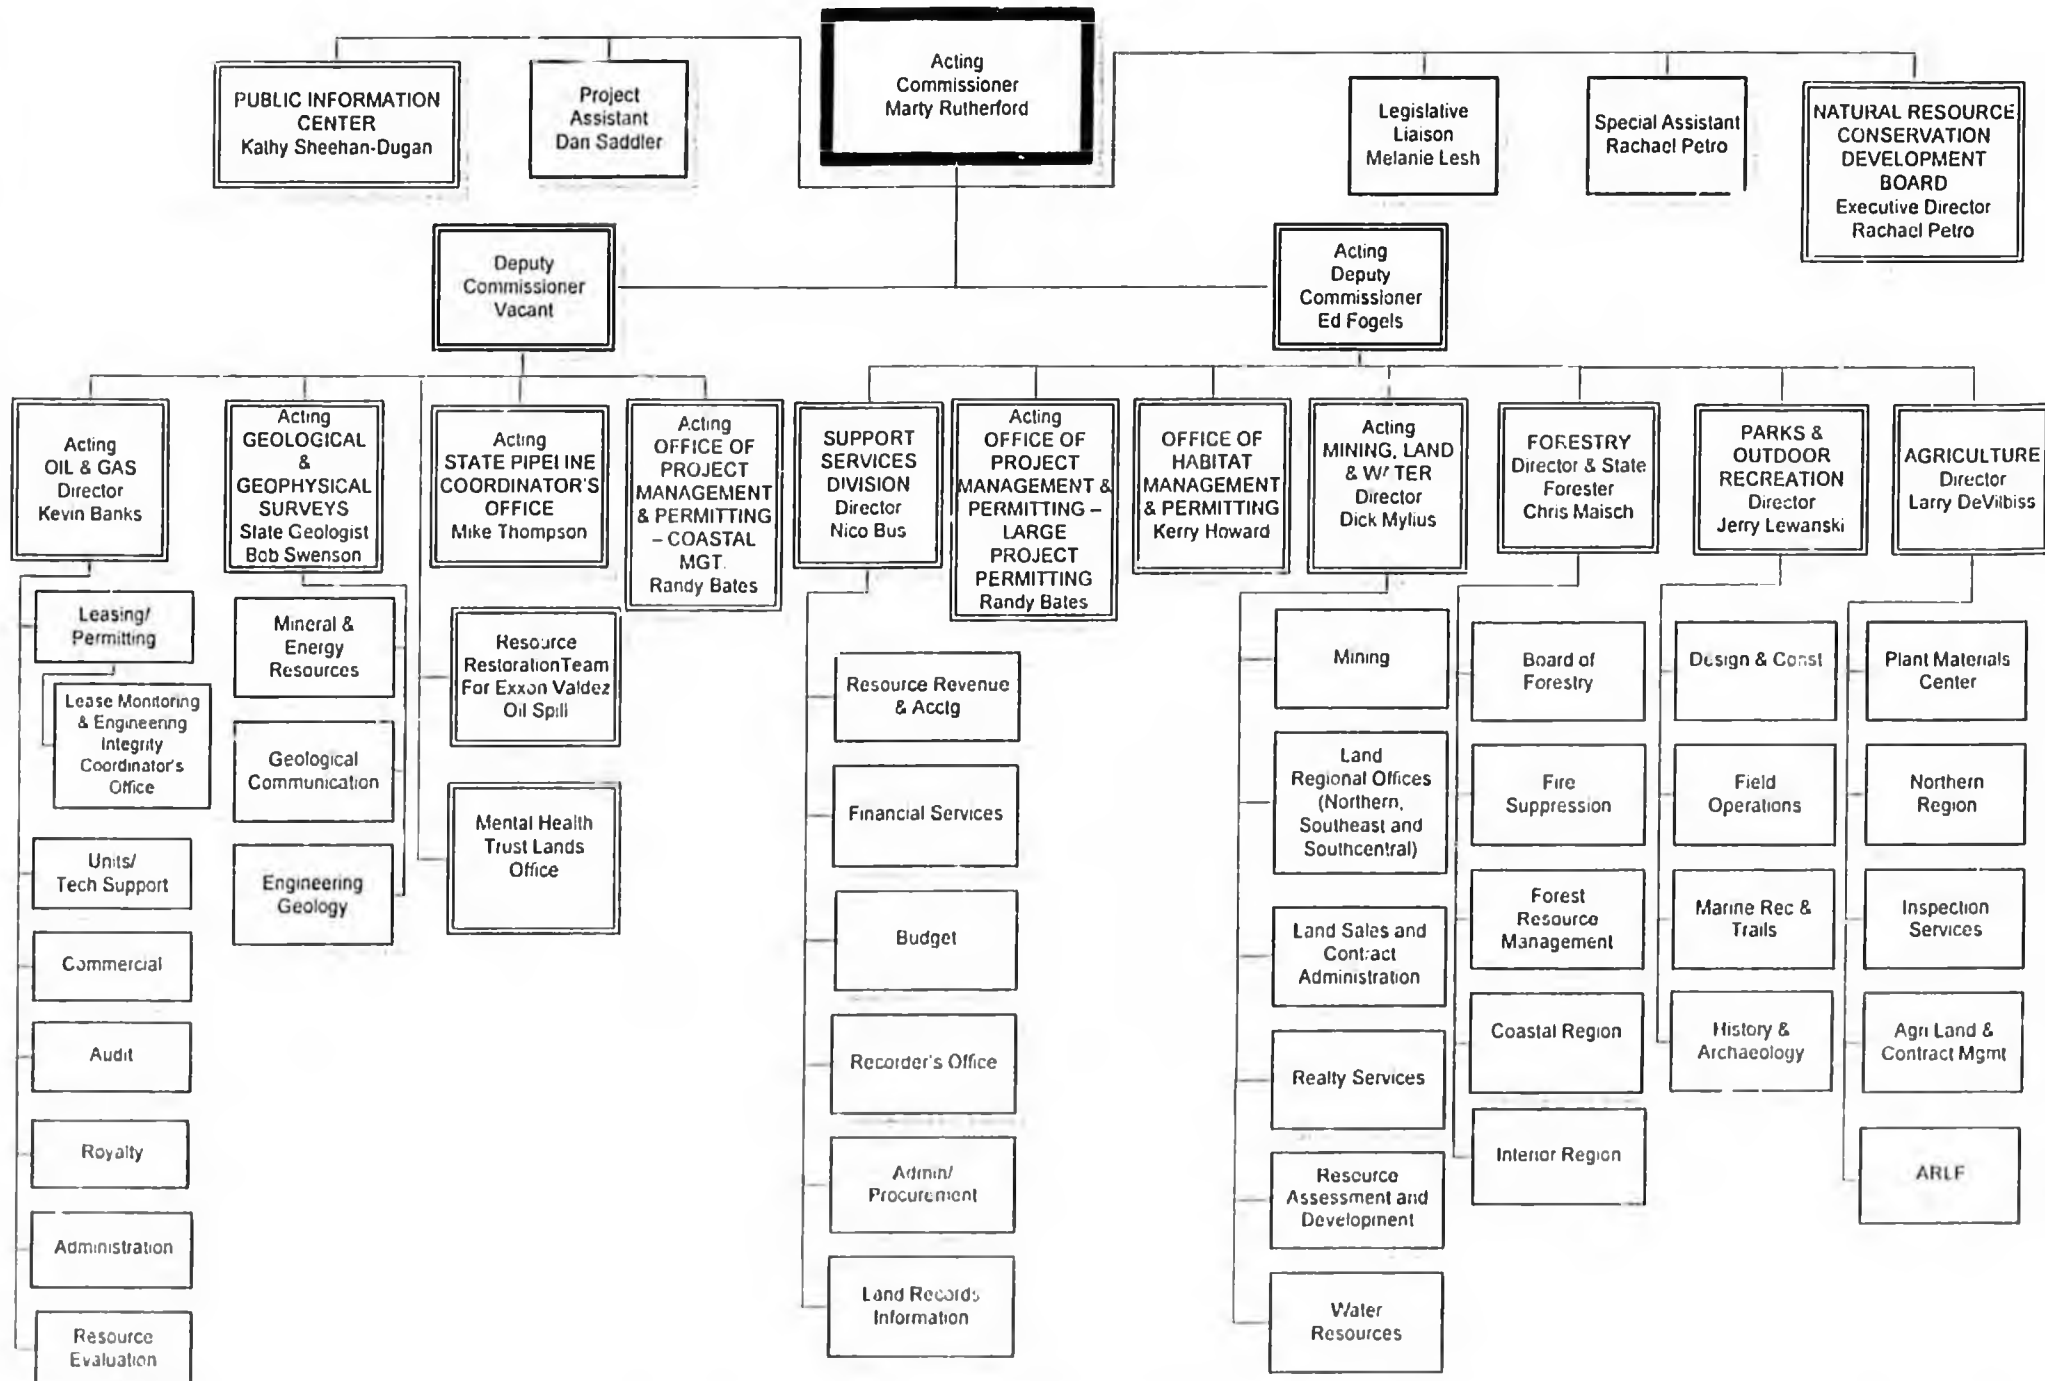 Acting
Commissioner
Marty Rutherford
PUBLIC INFORMATION
CENTER
Kathy Sheehan-Dugan
Project
Assistant
Dan Saddler
Legislative
Liaison
Melanie Lesh
Special Assistant
Rachael Petro
NATURAL RESOURCE
CONSERVATION
DEVELOPMENT
BOARD
Executive Director
Rachael Petro
Deputy
Commissioner
Vacant
Acting
Deputy
Commissioner
Ed Fogels
Acting
OIL & GAS
Director
Kevin Banks
Acting
GEOLOGICAL
&
GEOPHYSICAL
SURVEYS
State Geologist
Bob Swenson
Acting
STATE PIPELINE
COORDINATOR'S
OFFICE
Mike Thompson
Acting
OFFICE OF
PROJECT
MANAGEMENT
& PERMITTING
– COASTAL
MGT.
Randy Bates
SUPPORT
SERVICES
DIVISION
Director
Nico Bus
Acting
OFFICE OF
PROJECT
MANAGEMENT &
PERMITTING –
LARGE
PROJECT
PERMITTING
Randy Bates
OFFICE OF
HABITAT
MANAGEMENT
& PERMITTING
Kerry Howard
Acting
MINING, LAND
& WATER
Director
Dick Mylius
FORESTRY
Director & State
Forester
Chris Maisch
PARKS &
OUTDOOR
RECREATION
Director
Jerry Lewanski
AGRICULTURE
Director
Larry DeVilbiss
Leasing/
Permitting
Lease Monitoring
& Engineering
Integrity
Coordinator's
Office
Units/
Tech Support
Commercial
Audit
Royalty
Administration
Resource
Evaluation
Mineral &
Energy
Resources
Geological
Communication
Engineering
Geology
Resource
RestorationTeam
For Exxon Valdez
Oil Spill
Mental Health
Trust Lands
Office
Resource Revenue
& Acctg
Financial Services
Budget
Recorder's Office
Admin/
Procurement
Land Records
Information
Mining
Land
Regional Offices
(Northern,
Southeast and
Southcentral)
Land Sales and
Contract
Administration
Realty Services
Resource
Assessment and
Development
Water
Resources
Board of
Forestry
Fire
Suppression
Forest
Resource
Management
Coastal Region
Interior Region
Design & Const
Field
Operations
Marine Rec &
Trails
History &
Archaeology
Plant Materials
Center
Northern
Region
Inspection
Services
Agri Land &
Contract Mgmt
ARLF